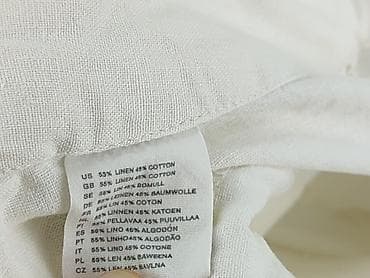 US 55% LINEN 45% COTTON
GB 55% LINEN 45% COTTON
SE 55% LIN 45% BOMULL
DE 55% LEINEN 45% BAUMWOLLE
FR 55% LIN 45% COTON
NL 55% LINNEN 45% KATOEN
FI 55% PELLAVAA 45% PUUVILLAA
ES 55% LINO 45% ALGODÓN
PT 55% LINHO 45% ALGODÃO
IT 55% LINO 45% COTONE
PL 55% LEN 45% BAWEŁNA
CZ 55% LEN 45% BAVLNA